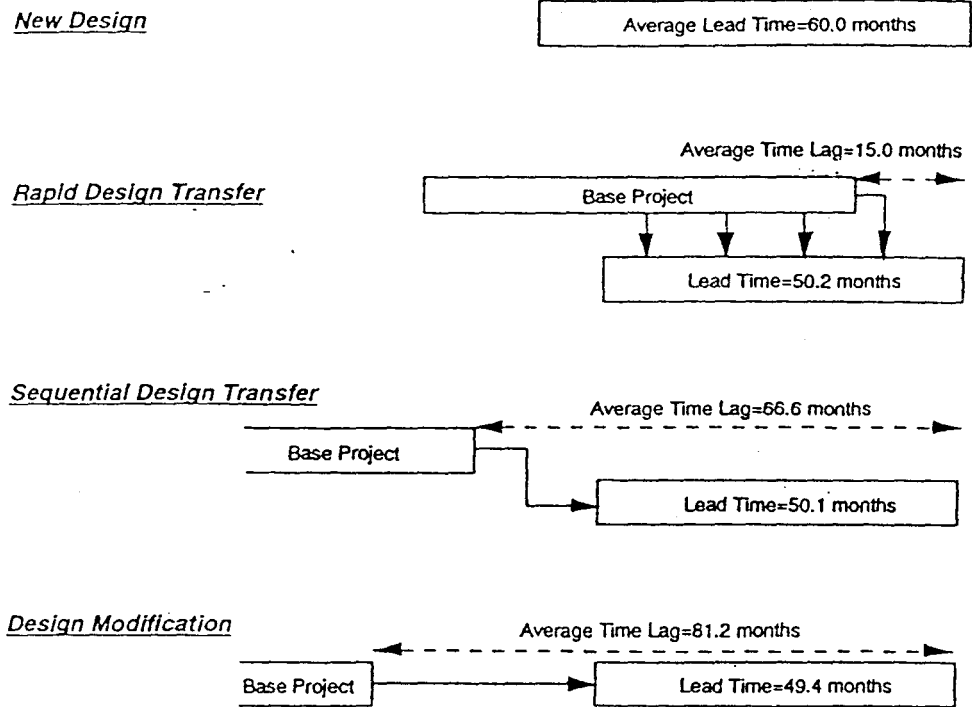 New Design
Average Lead Time=60.0 months
Average Time Lag=15.0 months
Rapid Design Transfer
Base Project
Lead Time=50.2 months
Sequential Design Transfer
Average Time Lag=66.6 months
Base Project
Lead Time=50.1 months
Design Modification
Average Time Lag=81.2 months
Base Project
Lead Time=49.4 months